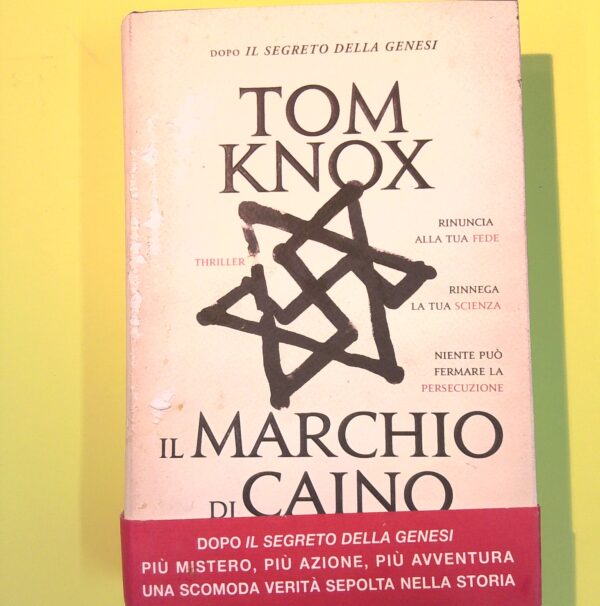 DOPO IL SEGRETO DELLA GENESI
TOM
KNOX
RINUNCIA
ALLA TUA FEDE
THRILLER
RINNEGA
LA TUA SCIENZA
NIENTE PUÒ
FERMARE LA
PERSECUZIONE
IL MARCHIO
DI CAINO
DOPO IL SEGRETO DELLA GENESI
PIÙ MISTERO, PIÙ AZIONE, PIÙ AVVENTURA
UNA SCOMODA VERITÀ SEPOLTA NELLA STORIA